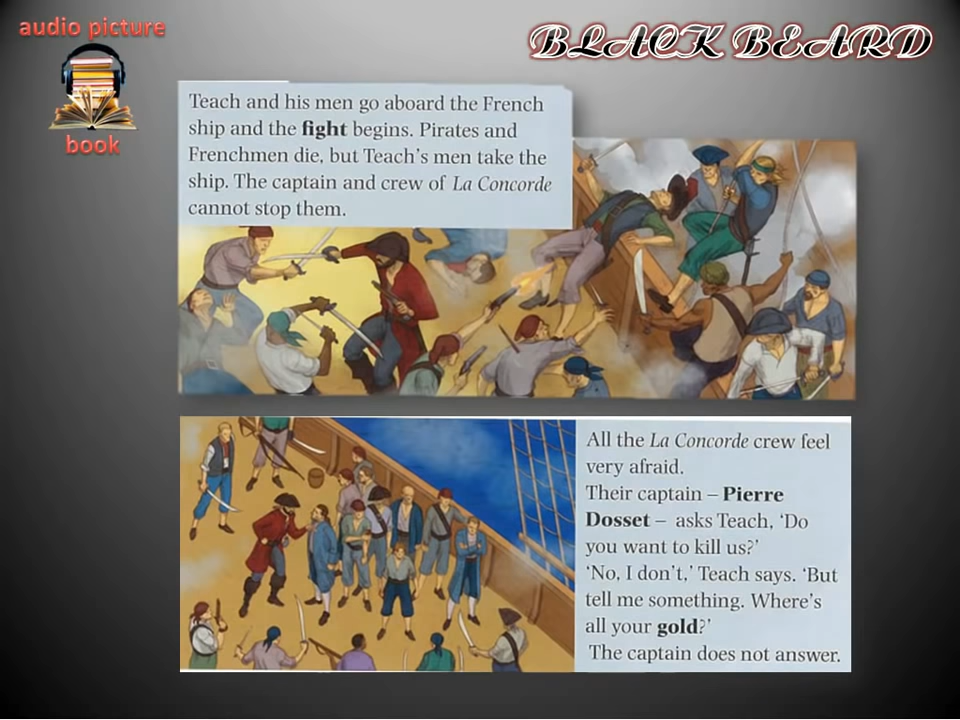 audio picture
book
BLACK BEARD
Teach and his men go aboard the French
ship and the fight begins. Pirates and
Frenchmen die, but Teach's men take the
ship. The captain and crew of La Concorde
cannot stop them.
All the La Concorde crew feel
very afraid.
Their captain – Pierre
Dosset – asks Teach, 'Do
you want to kill us?'
'No, I don't,' Teach says. 'But
tell me something. Where's
all your gold?'
The captain does not answer.